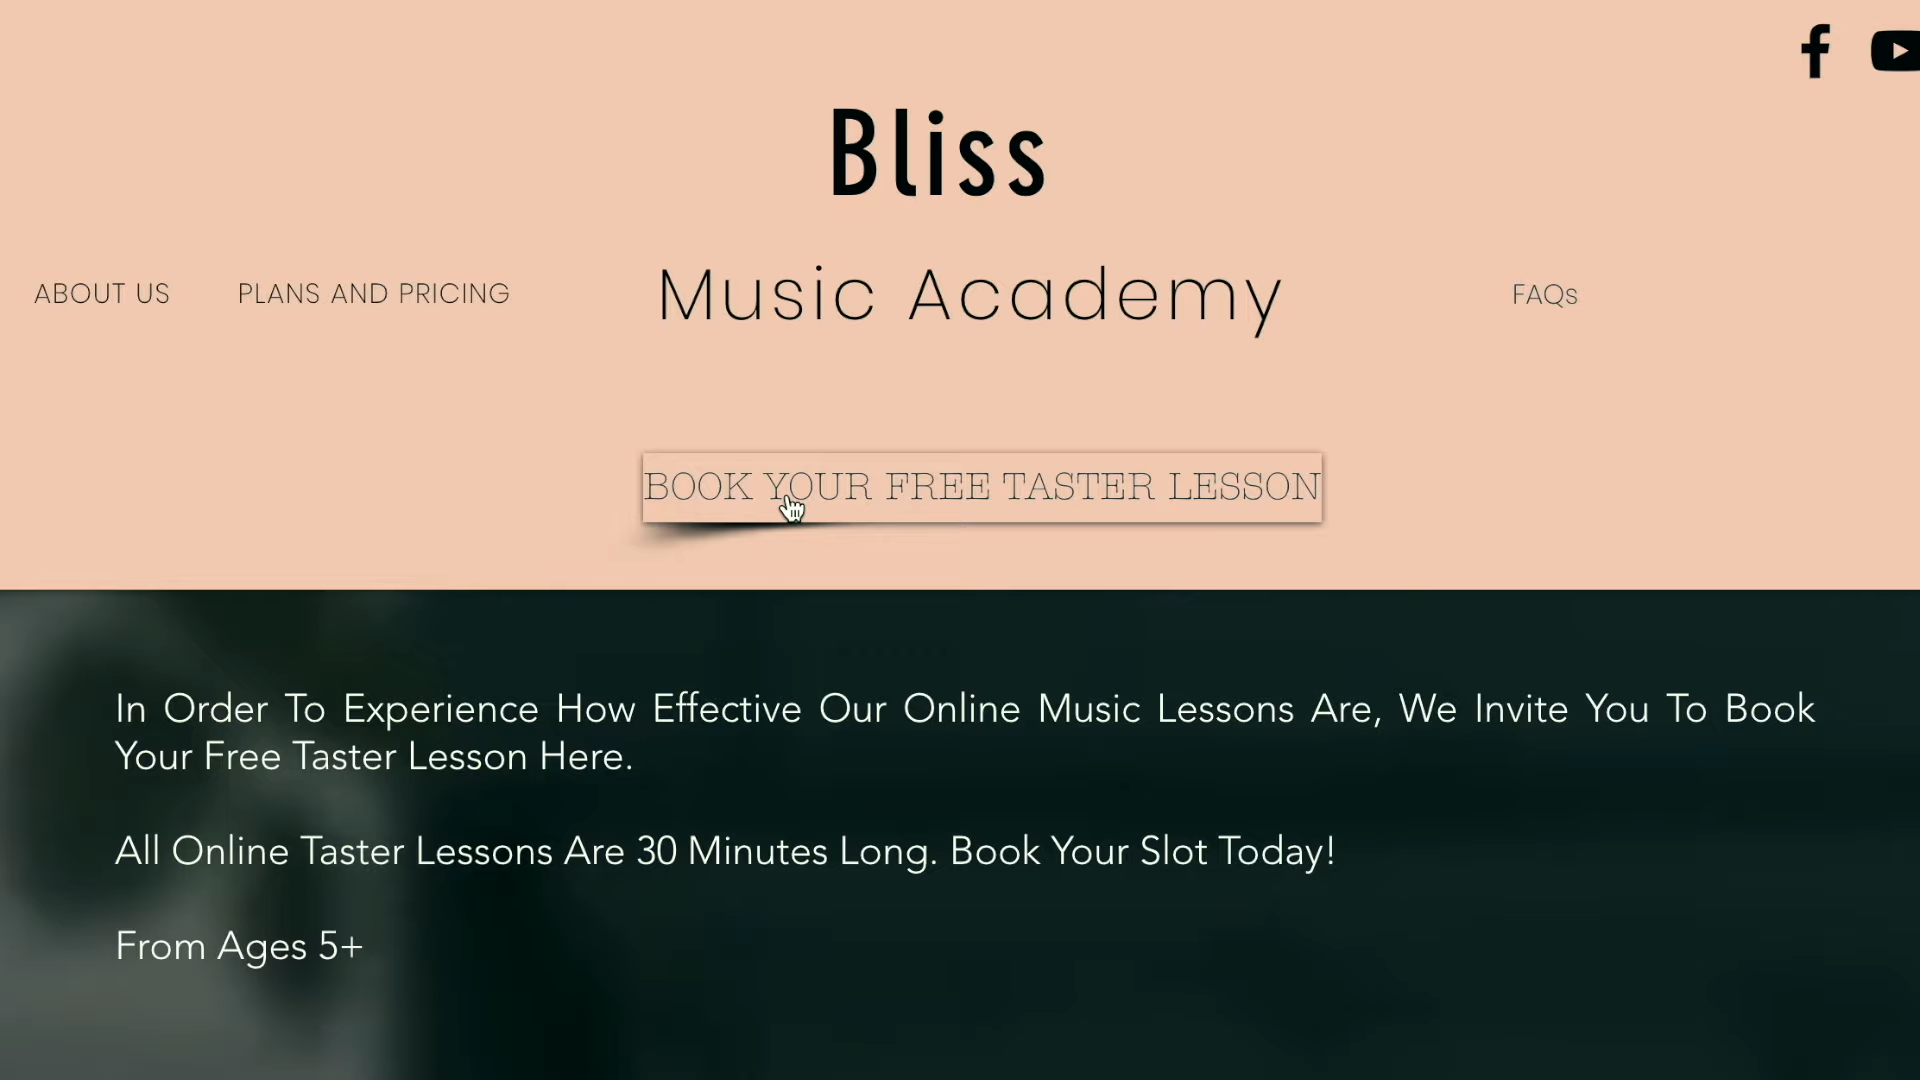 Bliss
Music Academy
ABOUT US
PLANS AND PRICING
FAQs
BOOK YOUR FREE TASTER LESSON
In Order To Experience How Effective Our Online Music Lessons Are, We Invite You To Book
Your Free Taster Lesson Here.
All Online Taster Lessons Are 30 Minutes Long. Book Your Slot Today!
From Ages 5+